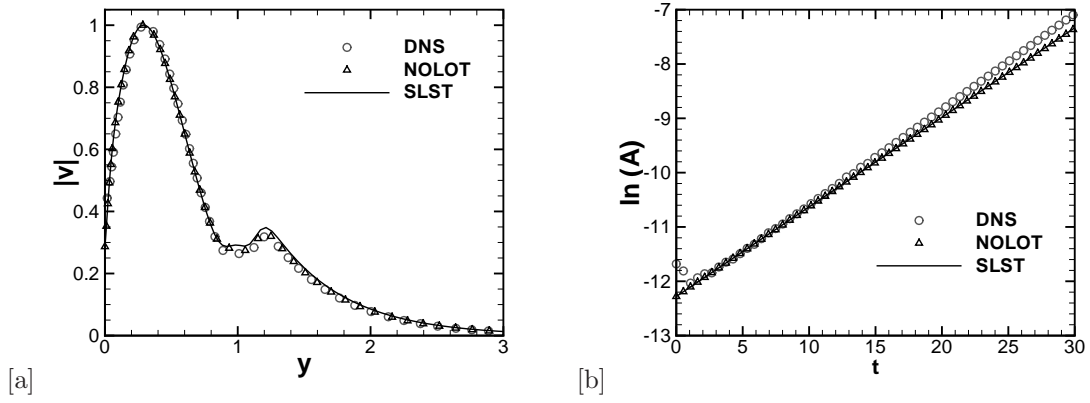 1
0.8
0.6
0.4
0.2
0
|v|
0 1 2 3
y
DNS
NOLOT
SLST
[a]
-7
-8
-9
-10
-11
-12
-13
ln (A)
0 5 10 15 20 25 30
t
DNS
NOLOT
SLST
[b]